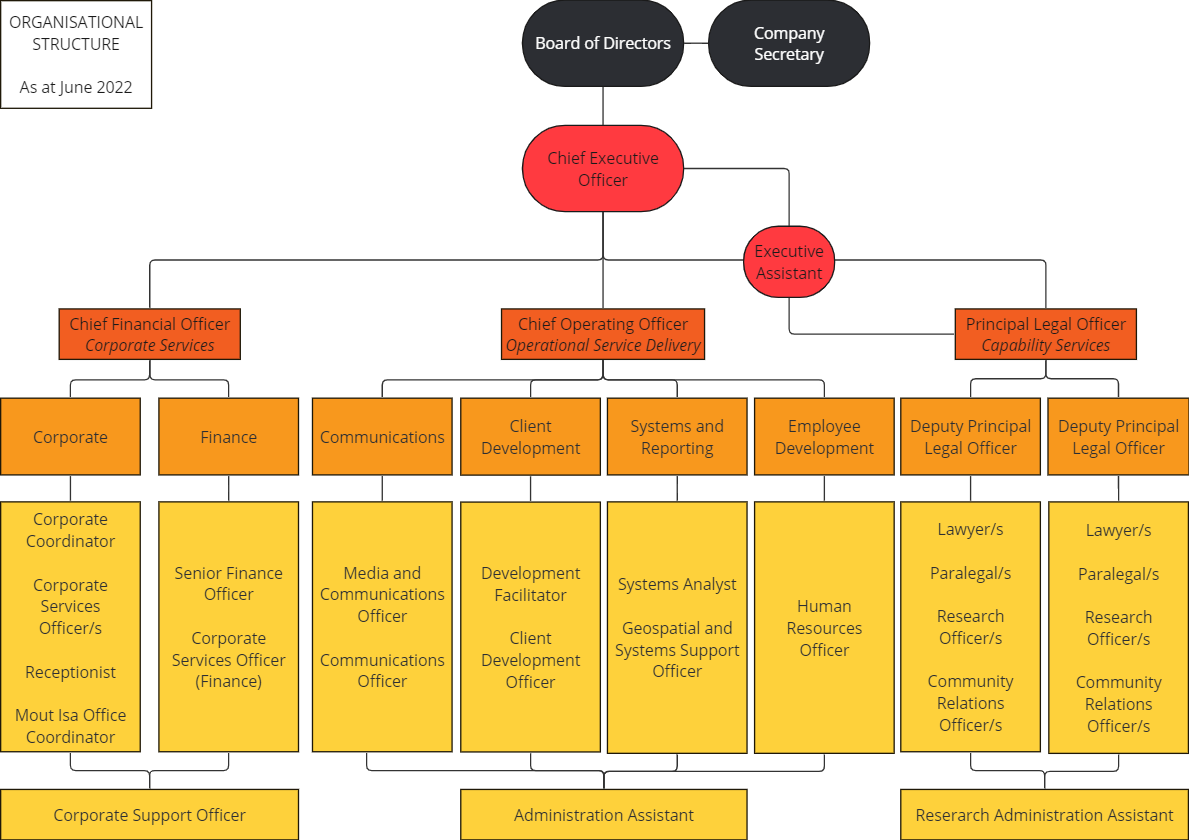 ORGANISATIONAL
STRUCTURE
As at June 2022
Board of Directors
Company
Secretary
Chief Executive
Officer
Executive
Assistant
Chief Financial Officer
Corporate Services
Chief Operating Officer
Operational Service Delivery
Principal Legal Officer
Capability Services
Corporate
Finance
Communications
Client
Development
Systems and
Reporting
Employee
Development
Deputy Principal
Legal Officer
Deputy Principal
Legal Officer
Corporate
Coordinator
Corporate
Services
Officer/s
Receptionist
Mout Isa Office
Coordinator
Senior Finance
Officer
Corporate
Services Officer
(Finance)
Media and
Communications
Officer
Communications
Officer
Development
Facilitator
Client
Development
Officer
Systems Analyst
Geospatial and
Systems Support
Officer
Human
Resources
Officer
Lawyer/s
Paralegal/s
Research
Officer/s
Community
Relations
Officer/s
Lawyer/s
Paralegal/s
Research
Officer/s
Community
Relations
Officer/s
Corporate Support Officer
Administration Assistant
Reserarch Administration Assistant